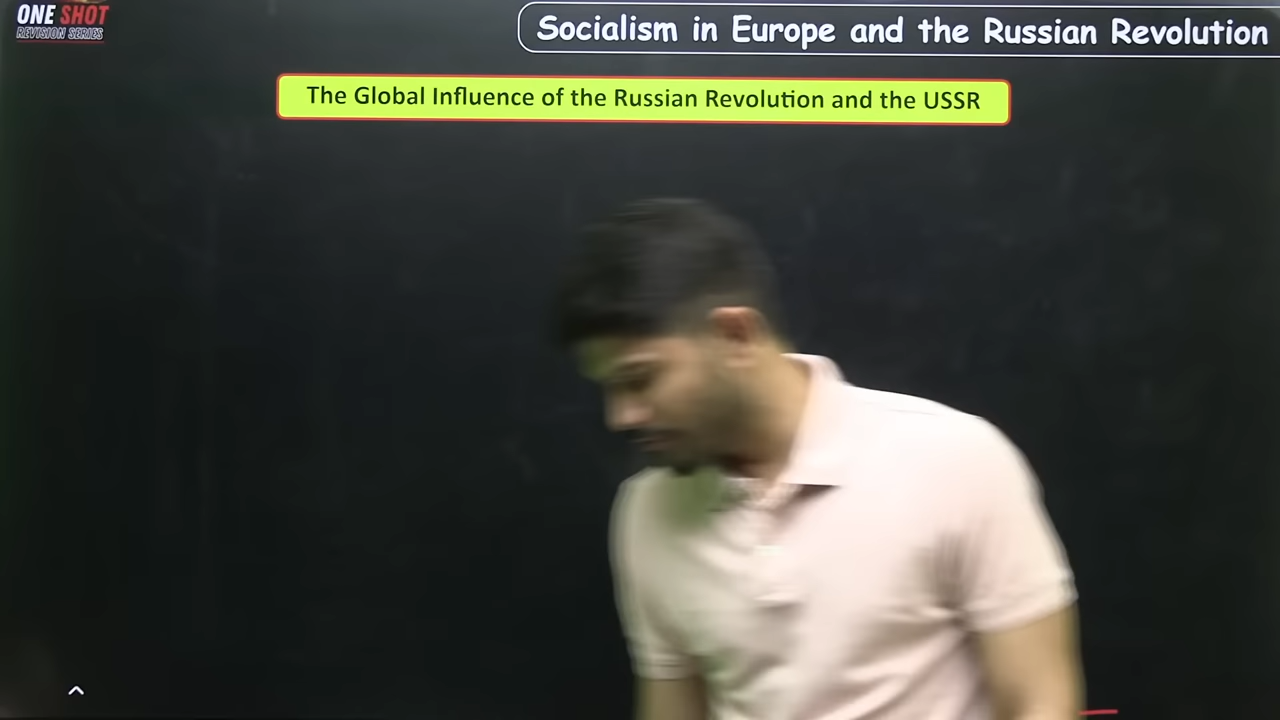 ONE SHOT
REVISION SERIES
Socialism in Europe and the Russian Revolution
The Global Influence of the Russian Revolution and the USSR